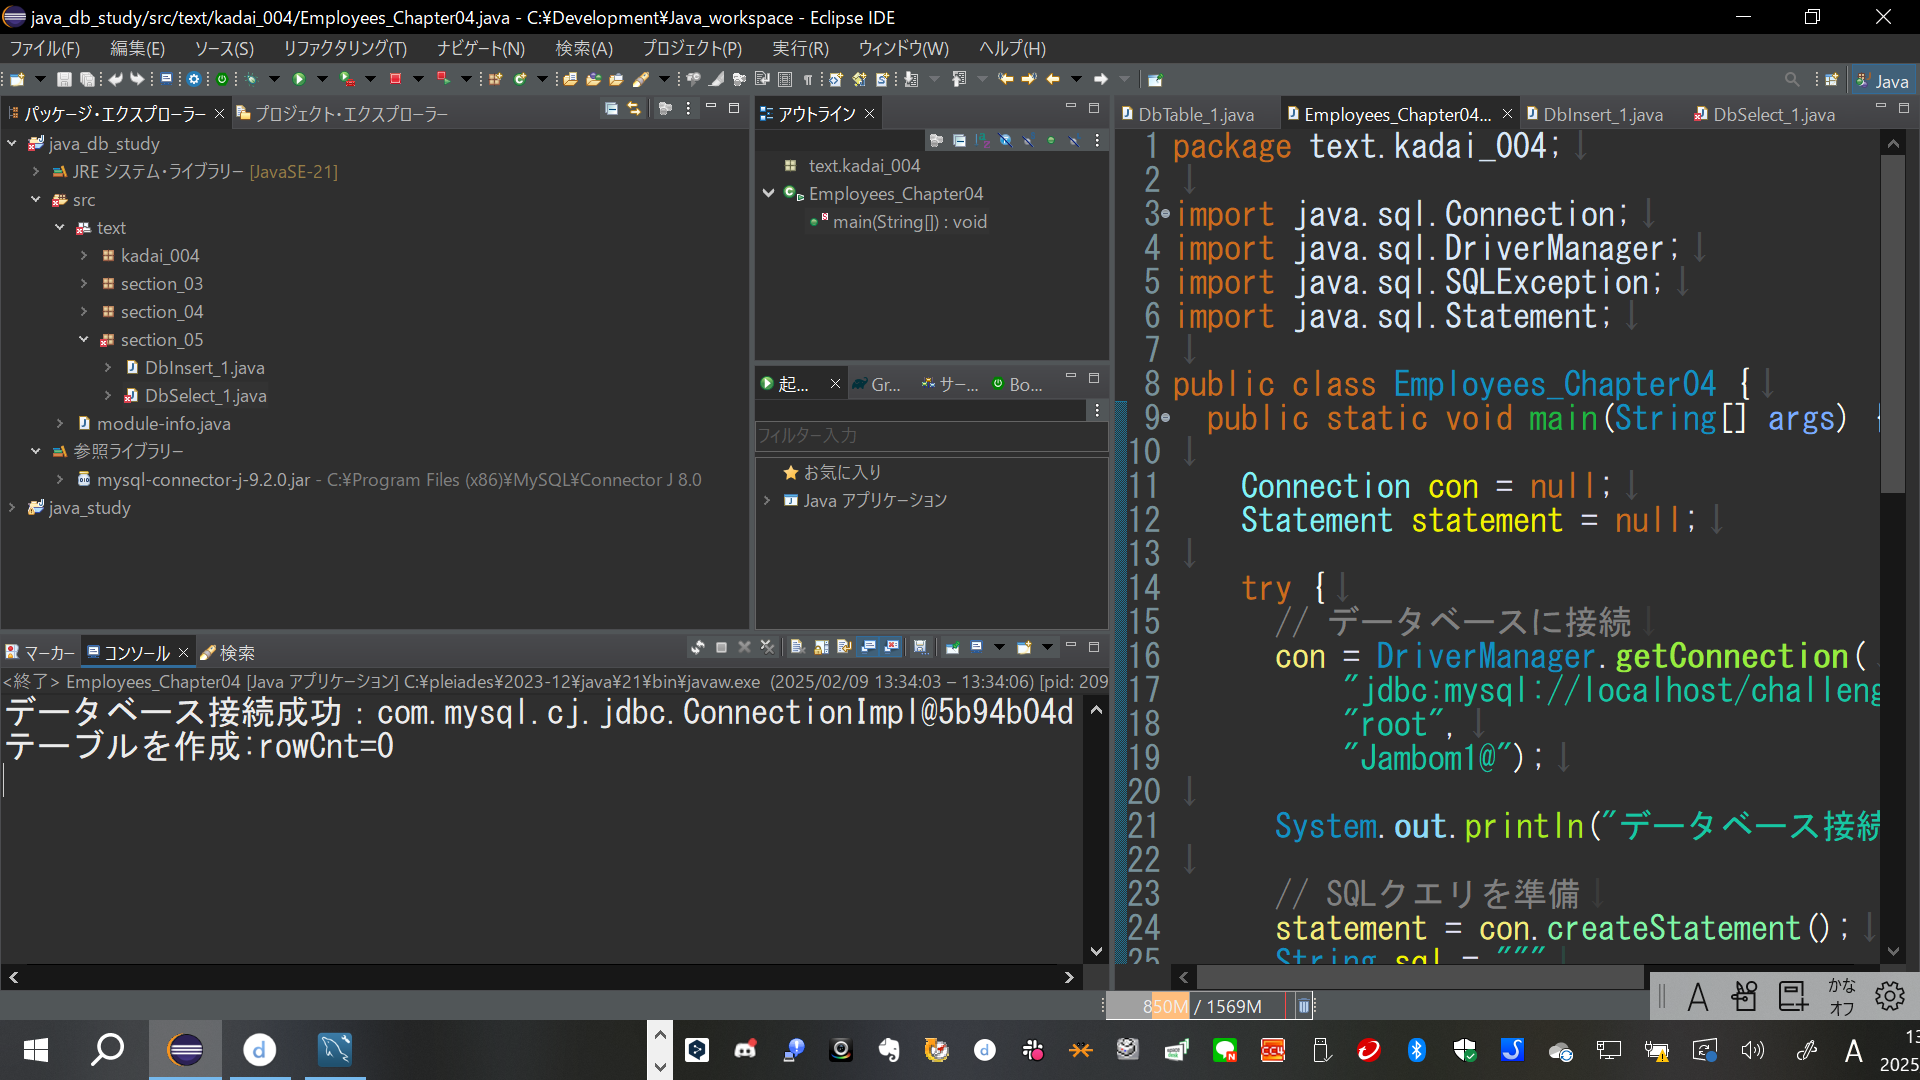 java_db_study/src/text/kadai_004/Employees_Chapter04.java - C:¥Development¥Java_workspace - Eclipse IDE
ファイル(F) 編集(E) ソース(S) リファクタリング(T) ナビゲート(N) 検索(A) プロジェクト(P) 実行(R) ウィンドウ(W) ヘルプ(H)
Java
パッケージ・エクスプローラー
プロジェクト・エクスプローラー
java_db_study
JRE システム・ライブラリー [JavaSE-21]
src
text
kadai_004
section_03
section_04
section_05
DbInsert_1.java
DbSelect_1.java
module-info.java
参照ライブラリー
mysql-connector-j-9.2.0.jar - C:¥Program Files (x86)¥MySQL¥Connector J 8.0
java_study
アウトライン
text.kadai_004
Employees_Chapter04
main(String[]) : void
起... Gr... サー... Bo...
フィルター入力
お気に入り
Java アプリケーション
DbTable_1.java Employees_Chapter04... DbInsert_1.java DbSelect_1.java
1 package text.kadai_004;
2
3 import java.sql.Connection;
4 import java.sql.DriverManager;
5 import java.sql.SQLException;
6 import java.sql.Statement;
7
8 public class Employees_Chapter04 {
9 public static void main(String[] args) {
10
11 Connection con = null;
12 Statement statement = null;
13
14 try {
15 // データベースに接続
16 con = DriverManager.getConnection(
17 "jdbc:mysql://localhost/challeng
18 "root",
19 "Jambom1@");
20
21 System.out.println("データベース接続
22
23 // SQLクエリを準備
24 statement = con.createStatement();
25 String sql = """
マーカー コンソール 検索
<終了> Employees_Chapter04 [Java アプリケーション] C:¥pleiades¥2023-12¥java¥21¥bin¥javaw.exe (2025/02/09 13:34:03 – 13:34:06) [pid: 209
データベース接続成功：com.mysql.cj.jdbc.ConnectionImpl@5b94b04d
テーブルを作成:rowCnt=0
850M / 1569M
A かな
オフ
A 13
2025